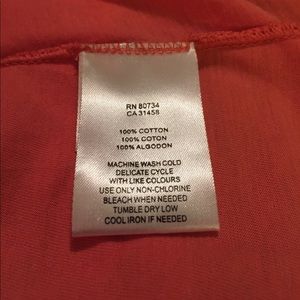 RN 80734
CA 31458
100% COTTON
100% COTON
100% ALGODON
MACHINE WASH COLD
DELICATE CYCLE
WITH LIKE COLOURS
USE ONLY NON-CHLORINE
BLEACH WHEN NEEDED
TUMBLE DRY LOW
COOL IRON IF NEEDED